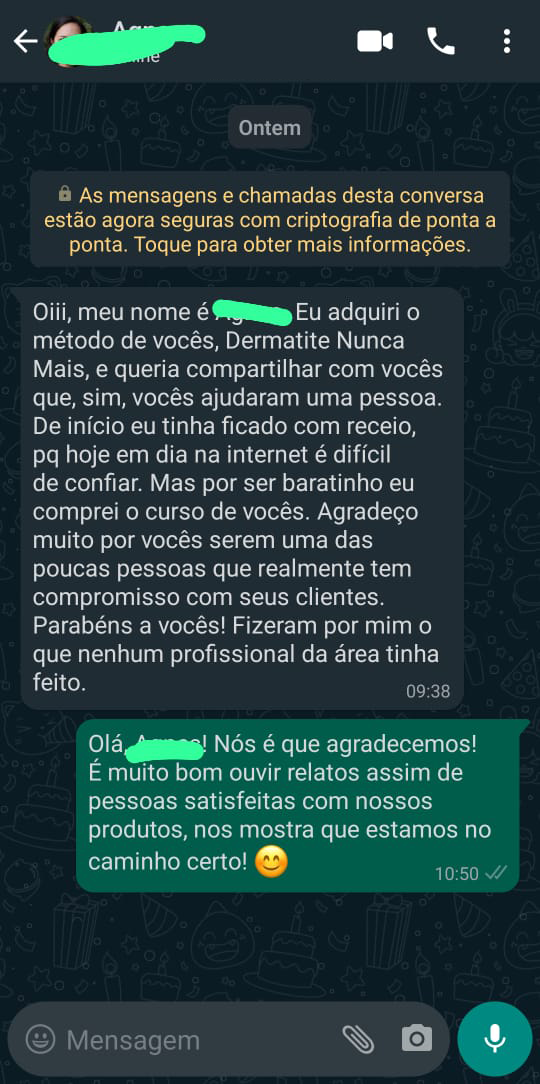 Ontem
As mensagens e chamadas desta conversa
estão agora seguras com criptografia de ponta a
ponta. Toque para obter mais informações.
Oiii, meu nome é Eu adquiri o
método de vocês, Dermatite Nunca
Mais, e queria compartilhar com vocês
que, sim, vocês ajudaram uma pessoa.
De início eu tinha ficado com receio,
pq hoje em dia na internet é difícil
de confiar. Mas por ser baratinho eu
comprei o curso de vocês. Agradeço
muito por vocês serem uma das
poucas pessoas que realmente tem
compromisso com seus clientes.
Parabéns a vocês! Fizeram por mim o
que nenhum profissional da área tinha
feito.
09:38
Olá, ! Nós é que agradecemos!
É muito bom ouvir relatos assim de
pessoas satisfeitas com nossos
produtos, nos mostra que estamos no
caminho certo! 😊
10:50
Mensagem